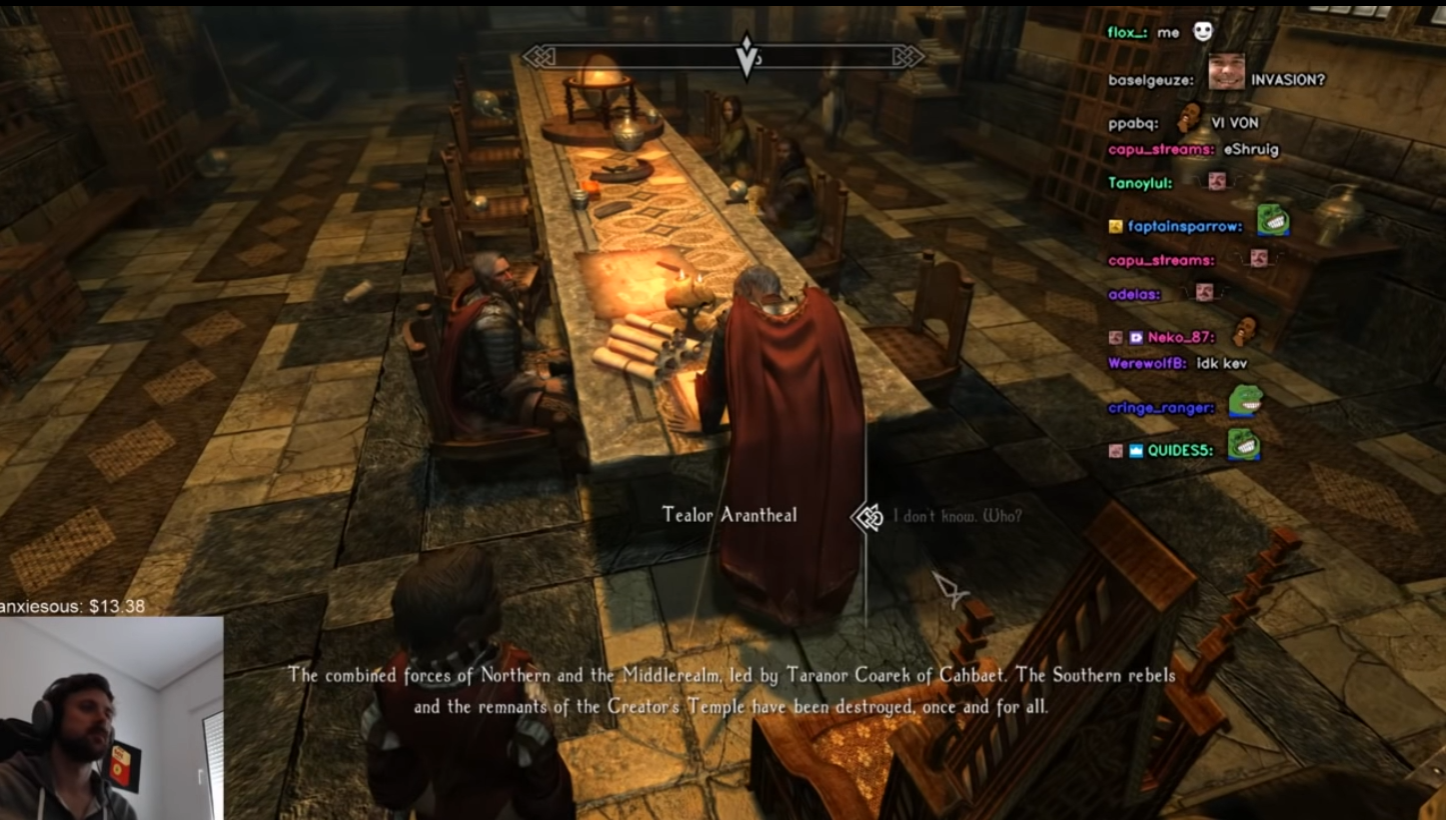 flox_: me
baselgeuze: INVASION?
ppabq: VI VON
capu_streams: eShruig
Tanoylul:
faptainsparrow:
capu_streams:
adeias:
Neko_87:
WerewolfB: idk kev
cringe_ranger:
QUIDES5:
Tealor Arantheal
I don't know. Who?
anxiesous: $13.38
The combined forces of Northern and the Middlerealm, led by Taranor Coarek of Cahbaet. The Southern rebels
and the remnants of the Creator's Temple have been destroyed, once and for all.